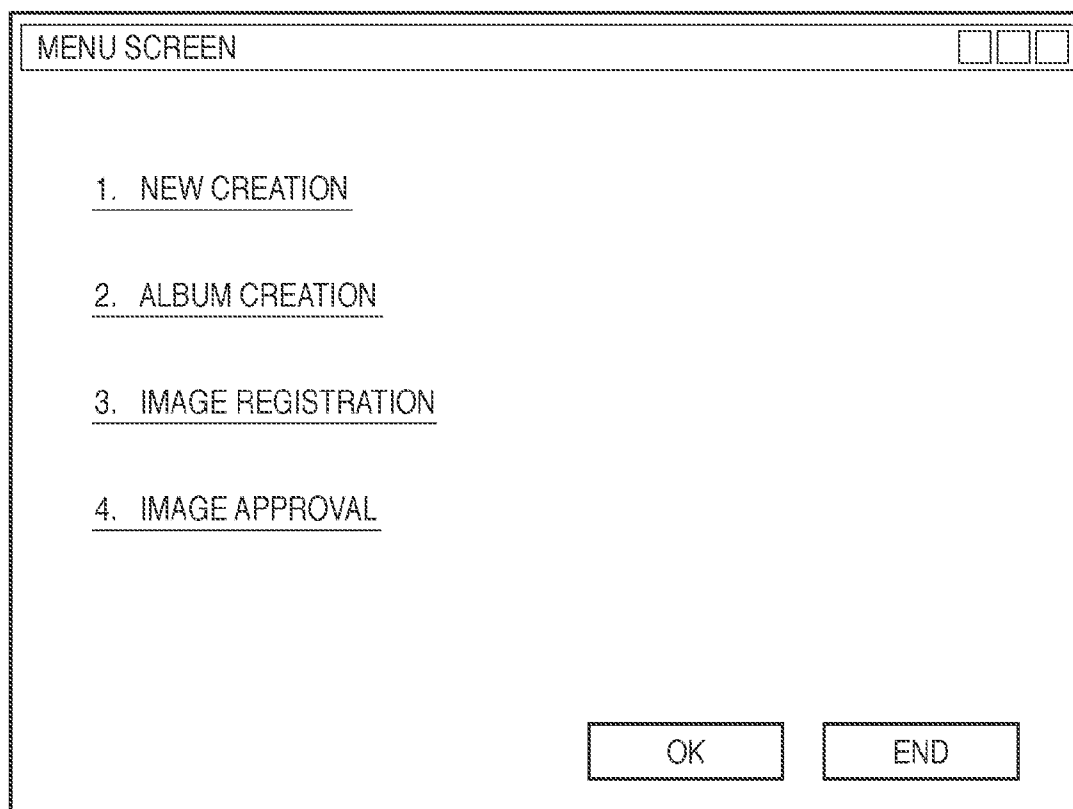 MENU SCREEN
1. NEW CREATION
2. ALBUM CREATION
3. IMAGE REGISTRATION
4. IMAGE APPROVAL
OK END